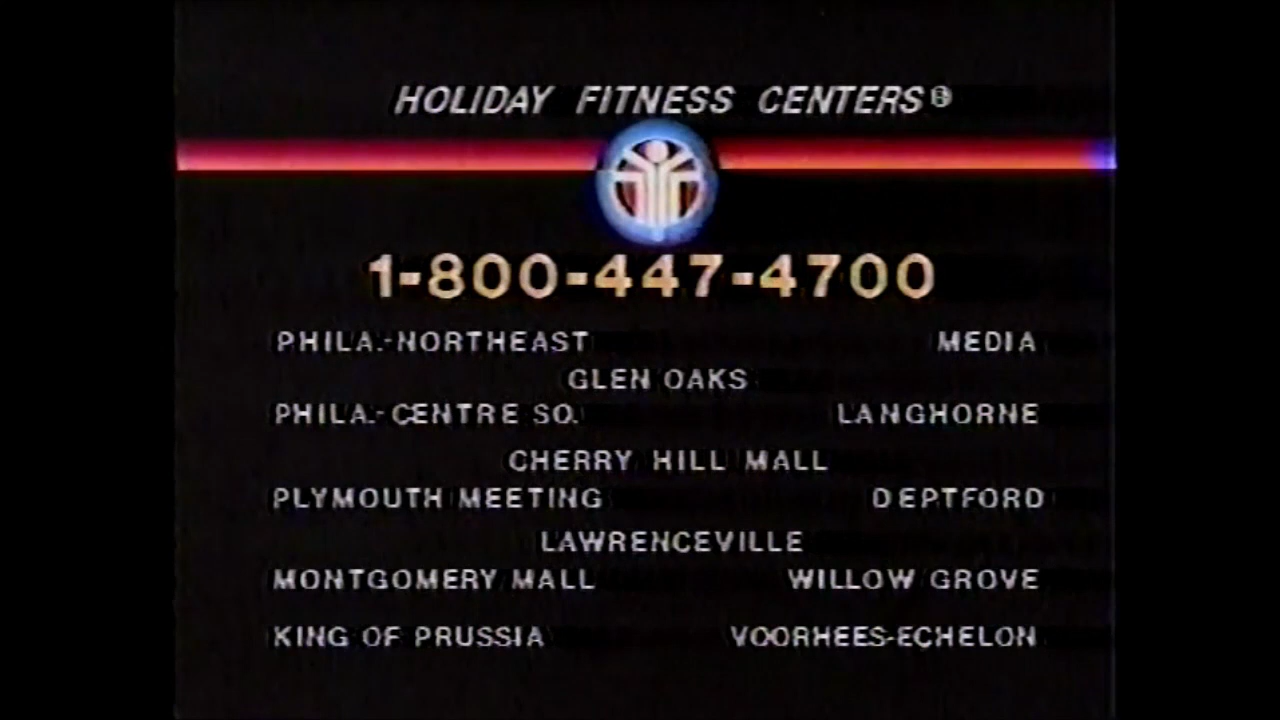 HOLIDAY FITNESS CENTERS®
1-800-447-4700
PHILA.-NORTHEAST MEDIA
GLEN OAKS
PHILA.-CENTRE SQ. LANGHORNE
CHERRY HILL MALL
PLYMOUTH MEETING DEPTFORD
LAWRENCEVILLE
MONTGOMERY MALL WILLOW GROVE
KING OF PRUSSIA VOORHEES-ECHELON